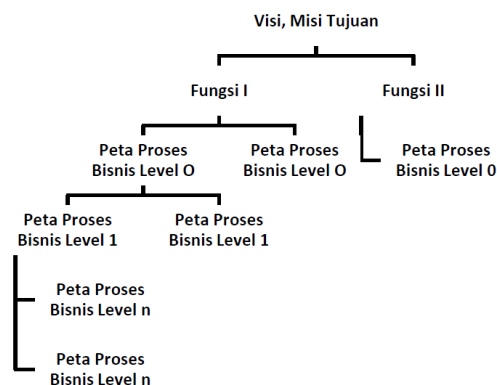 Visi, Misi Tujuan
Fungsi I
Fungsi II
Peta Proses
Bisnis Level O
Peta Proses
Bisnis Level O
Peta Proses
Bisnis Level 0
Peta Proses
Bisnis Level 1
Peta Proses
Bisnis Level 1
Peta Proses
Bisnis Level n
Peta Proses
Bisnis Level n